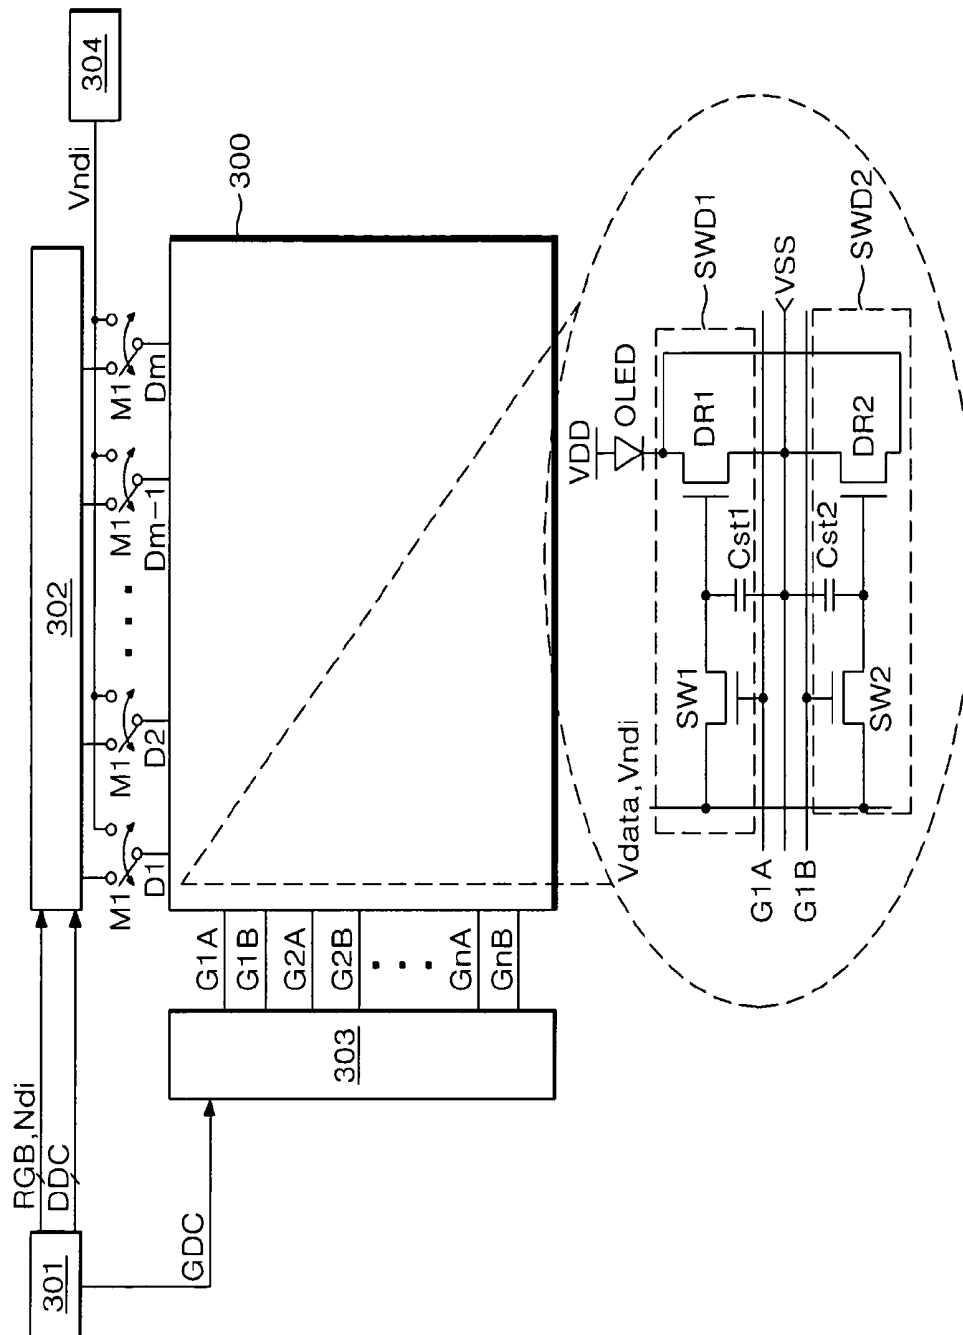 301
RGB,Ndi
DDC
GDC
302
304
Vndi
M1
M1
M1
M1
D1
D2
Dm-1
Dm
303
G1A
G1B
G2A
G2B
GnA
GnB
300
Vdata,Vndi
VDD
OLED
SWD1
SW1
DR1
Cst1
G1A
VSS
G1B
Cst2
SW2
DR2
SWD2